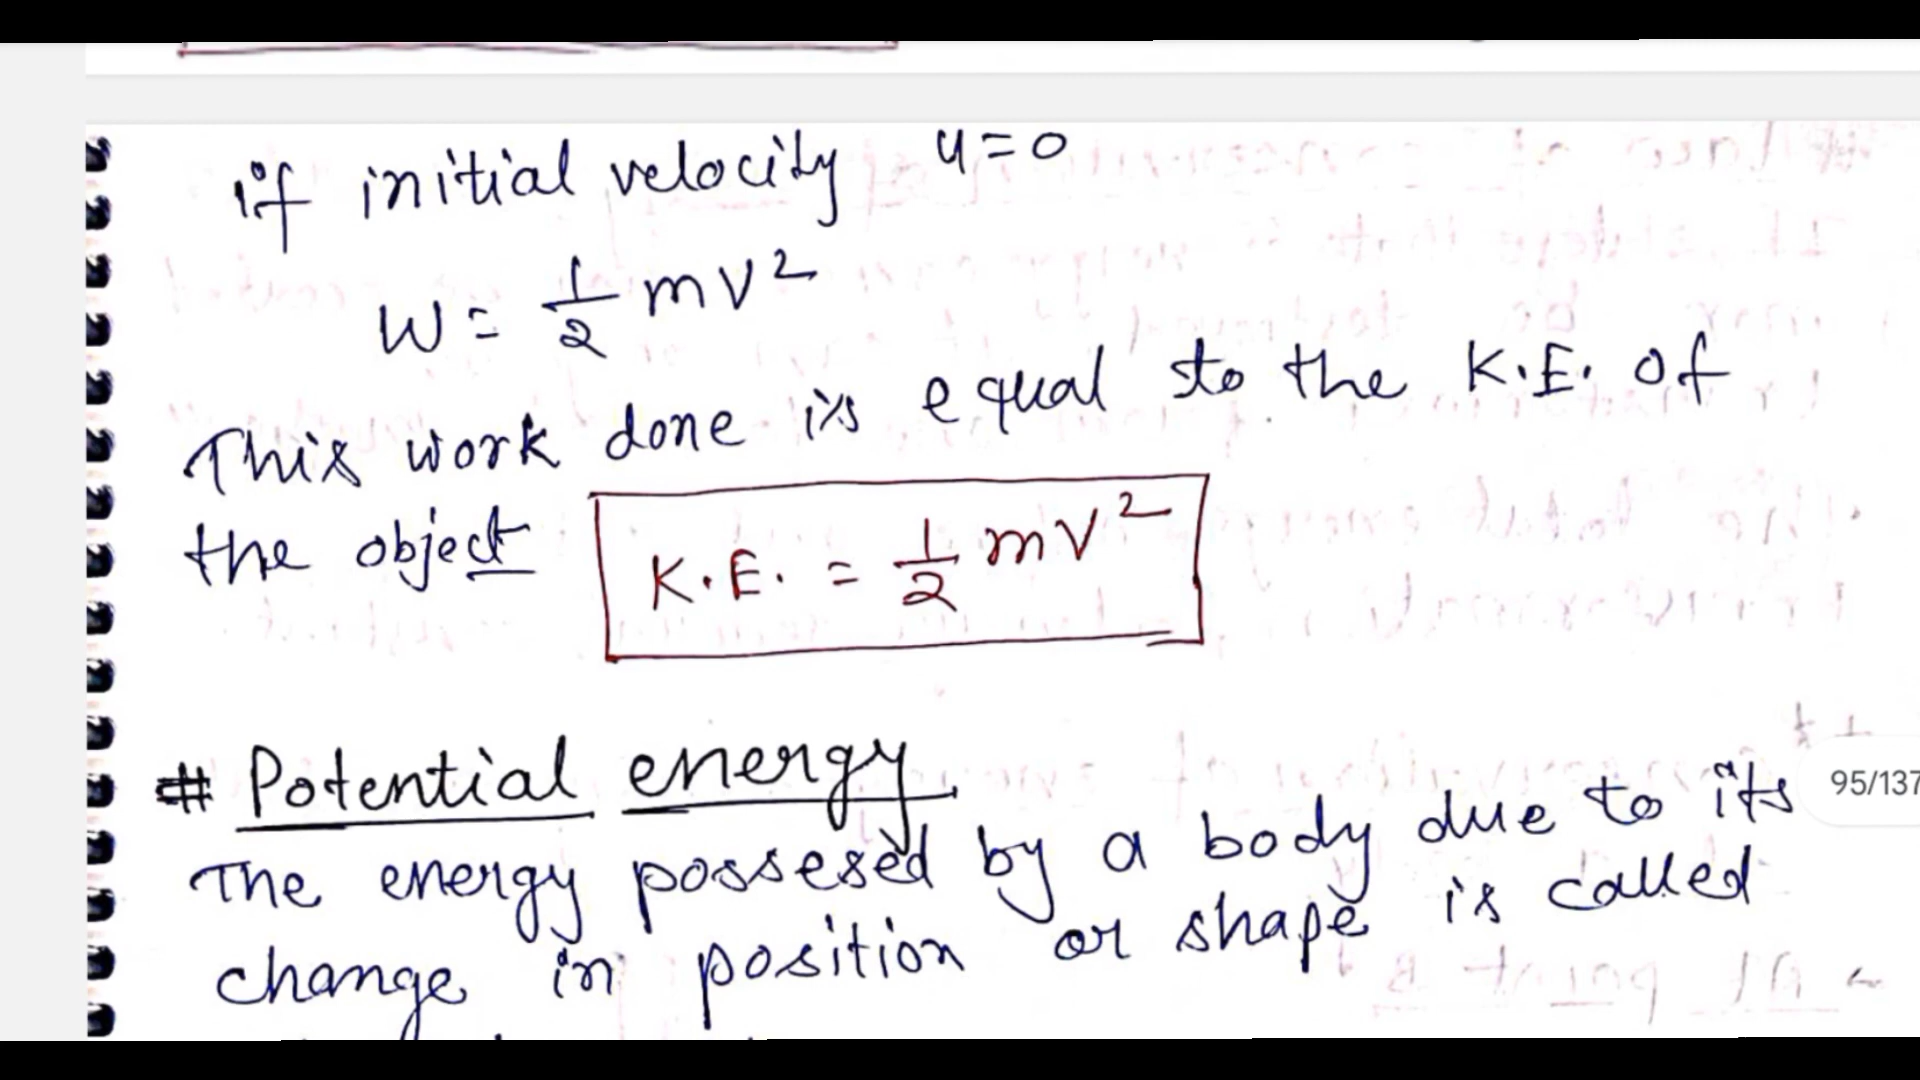 if initial velocity u=0
W = 1/2 mv²
This work done is equal to the K.E. of
the object K.E. = 1/2 mv²
# Potential energy
The energy possesed by a body due to its
change in position or shape is called
95/137